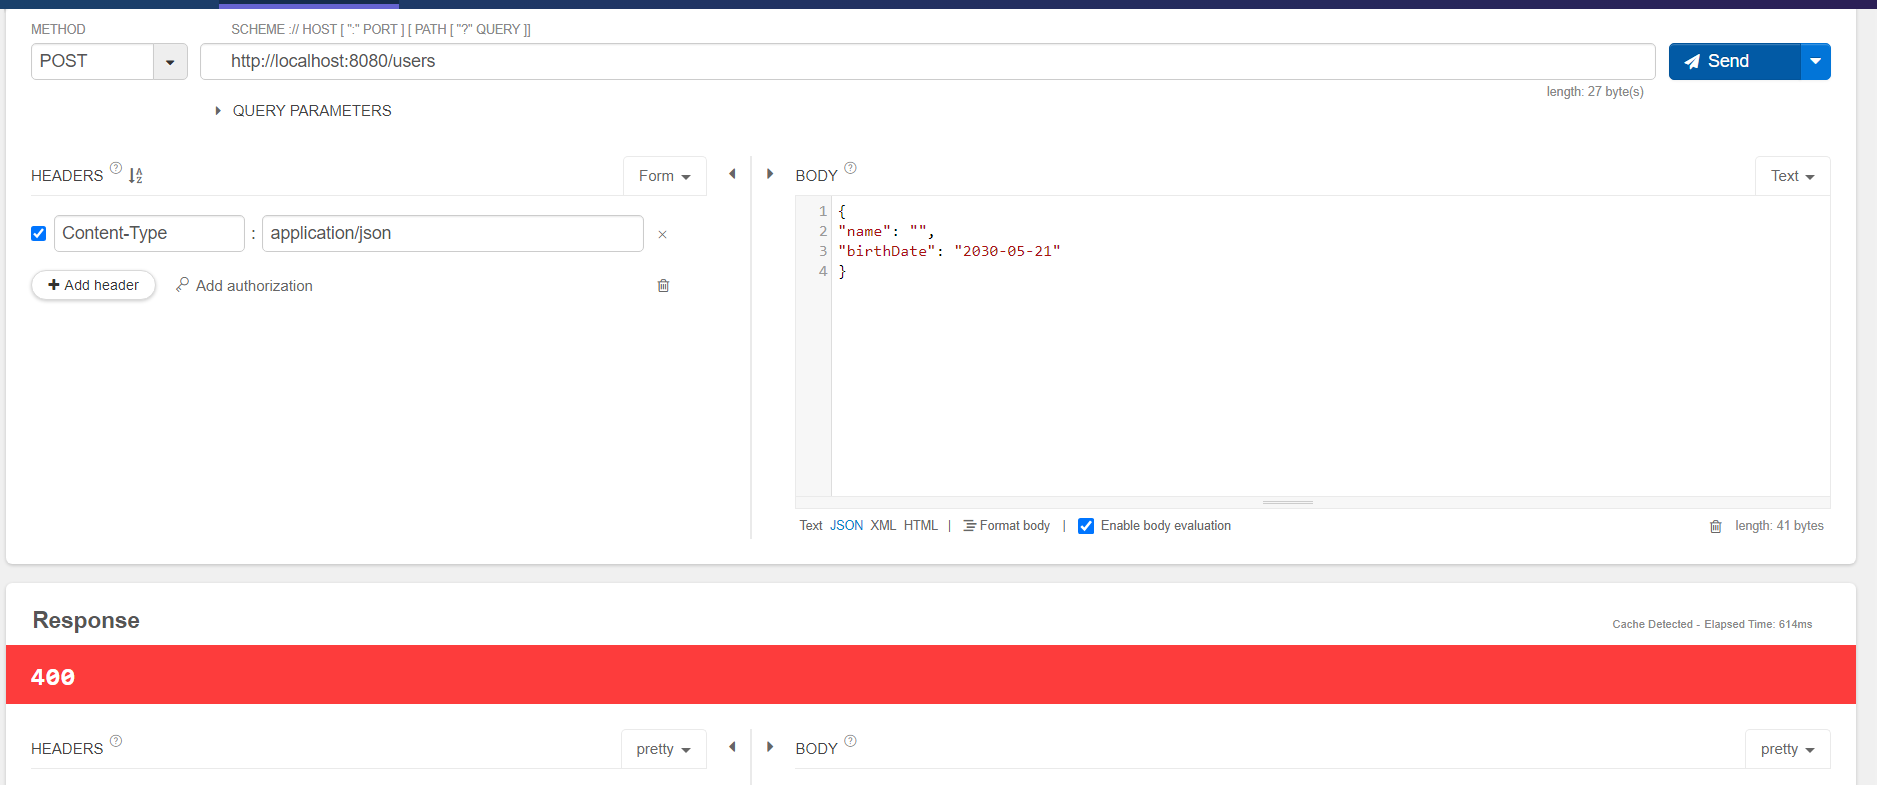 METHOD
SCHEME :// HOST [ ":" PORT ] [ PATH [ "?" QUERY ]]
POST
http://localhost:8080/users
Send
length: 27 byte(s)
QUERY PARAMETERS
HEADERS ? A Z
Form
BODY ?
Text
Content-Type : application/json ×
+ Add header
Add authorization
1 {
2 "name": "",
3 "birthDate": "2030-05-21"
4 }
Text JSON XML HTML | Format body | Enable body evaluation
length: 41 bytes
Response
Cache Detected - Elapsed Time: 614ms
400
HEADERS ?
pretty
BODY ?
pretty